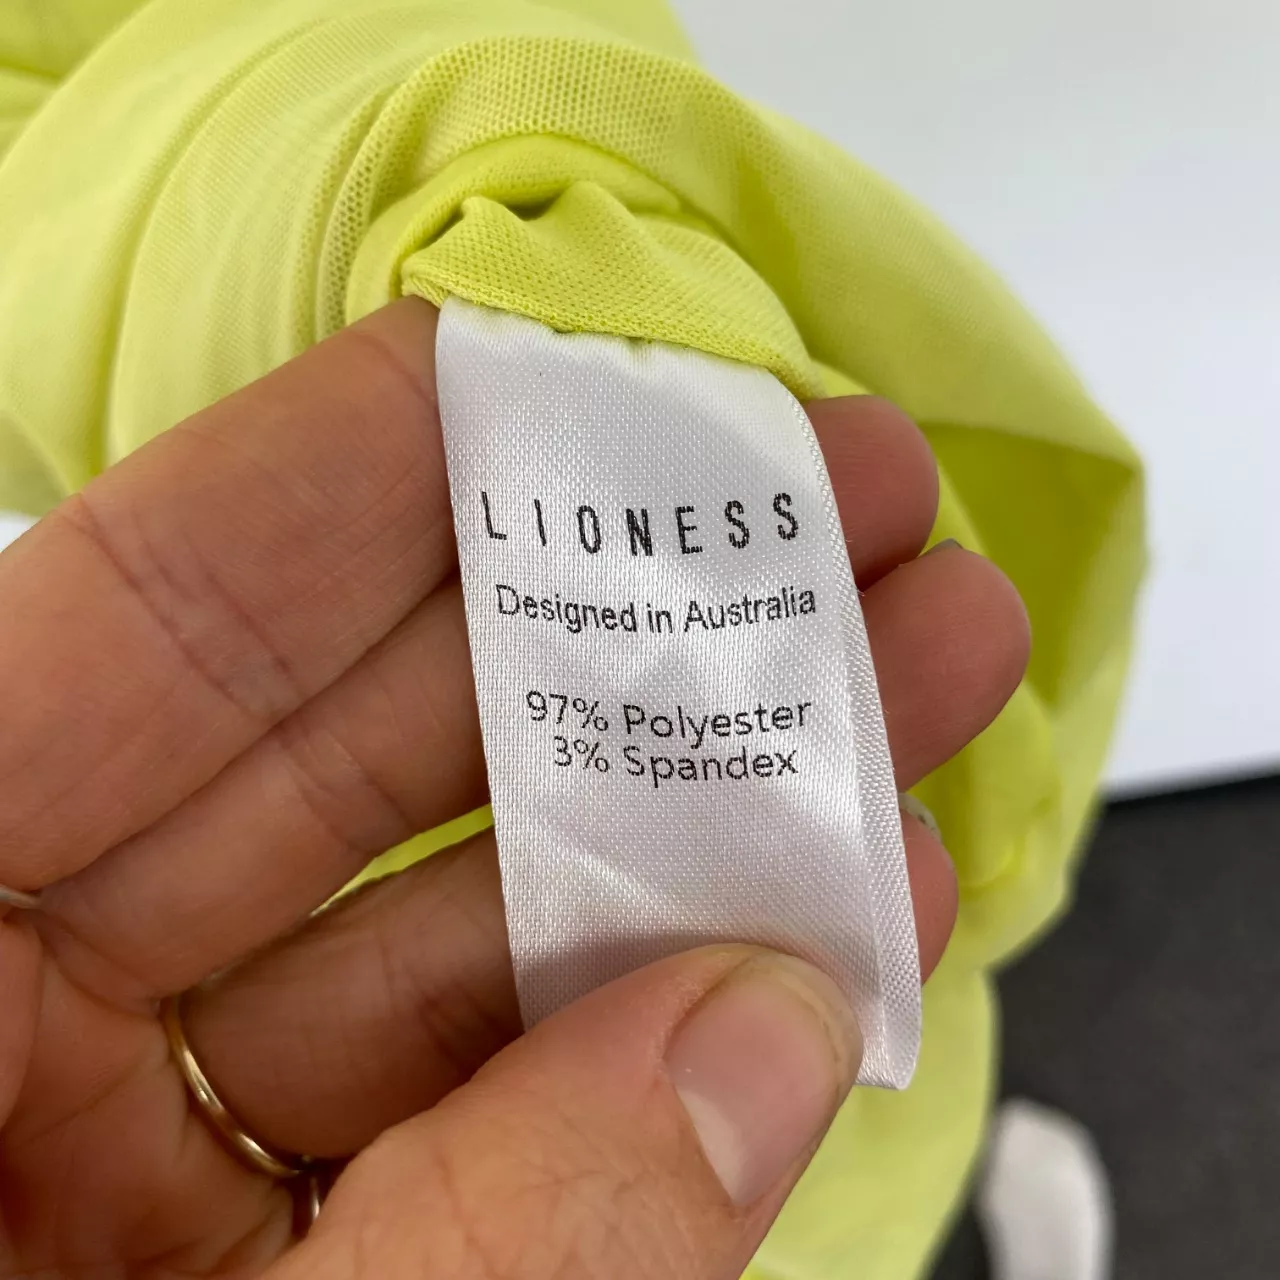 LIONESS
Designed in Australia
97% Polyester
3% Spandex